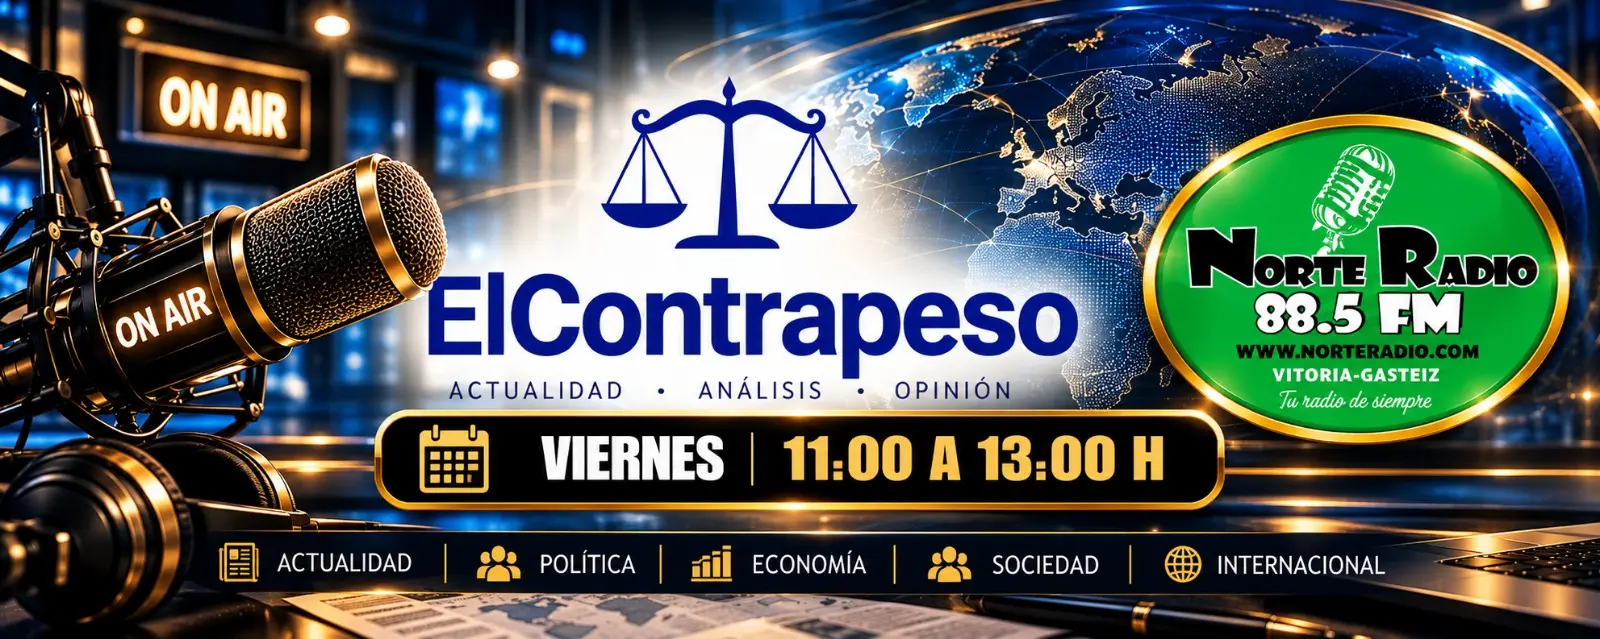 ON AIR
ON AIR
ElContrapeso
ACTUALIDAD • ANÁLISIS • OPINIÓN
NORTE RADIO
88.5 FM
WWW.NORTERADIO.COM
VITORIA-GASTEIZ
Tu radio de siempre
VIERNES | 11:00 A 13:00 H
ACTUALIDAD | POLÍTICA | ECONOMÍA | SOCIEDAD | INTERNACIONAL